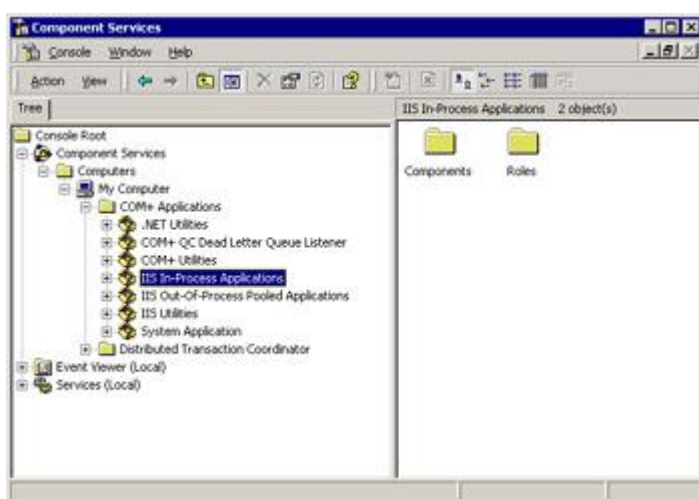 Component Services
Console Window Help
Action View
Tree
IIS In-Process Applications 2 object(s)
Console Root
Component Services
Computers
My Computer
COM+ Applications
.NET Utilities
COM+ QC Dead Letter Queue Listener
COM+ Utilities
IIS In-Process Applications
IIS Out-Of-Process Pooled Applications
IIS Utilities
System Application
Distributed Transaction Coordinator
Event Viewer (Local)
Services (Local)
Components
Roles